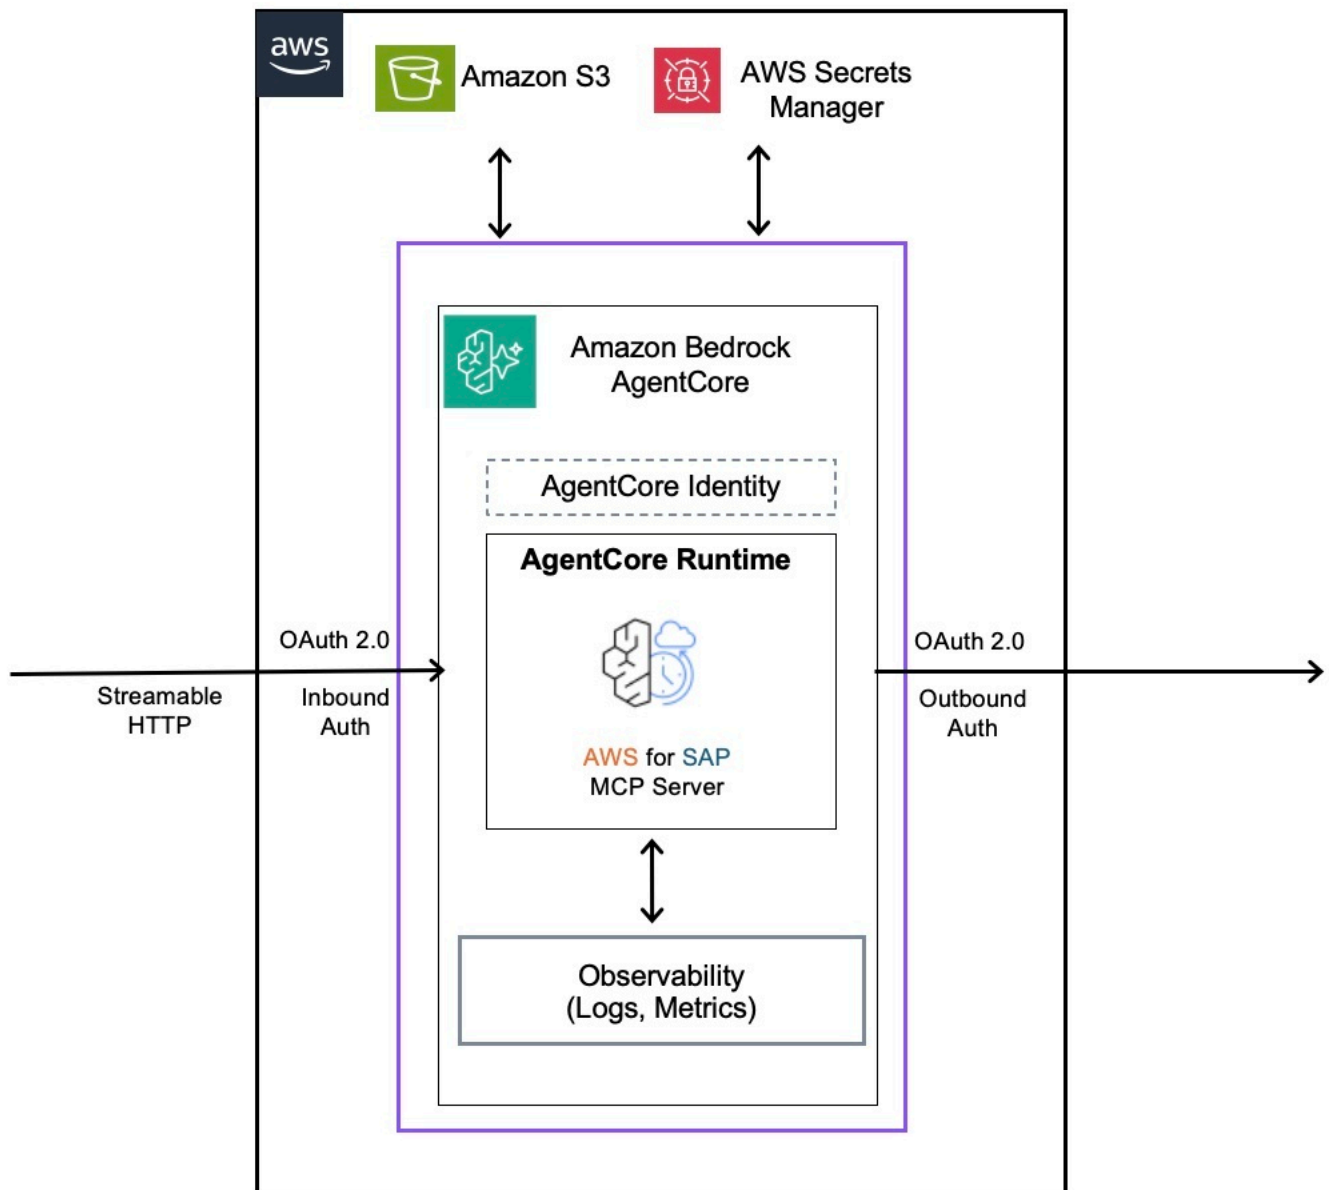 aws
Amazon S3
AWS Secrets
Manager
Amazon Bedrock
AgentCore
AgentCore Identity
AgentCore Runtime
AWS for SAP
MCP Server
OAuth 2.0
Inbound
Auth
Streamable
HTTP
OAuth 2.0
Outbound
Auth
Observability
(Logs, Metrics)